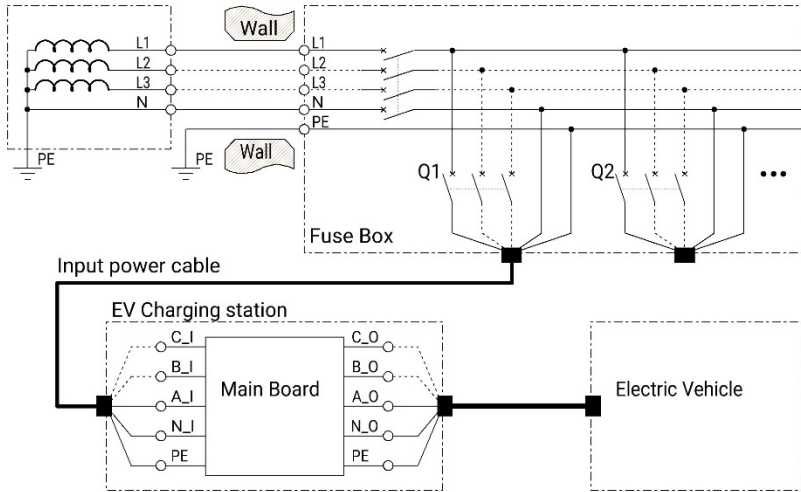 Wall
L1
L2
L3
N
PE
L1
L2
L3
N
PE
PE
Wall
Q1
Q2
Fuse Box
Input power cable
EV Charging station
C_I
B_I
A_I
N_I
PE
Main Board
C_O
B_O
A_O
N_O
PE
Electric Vehicle